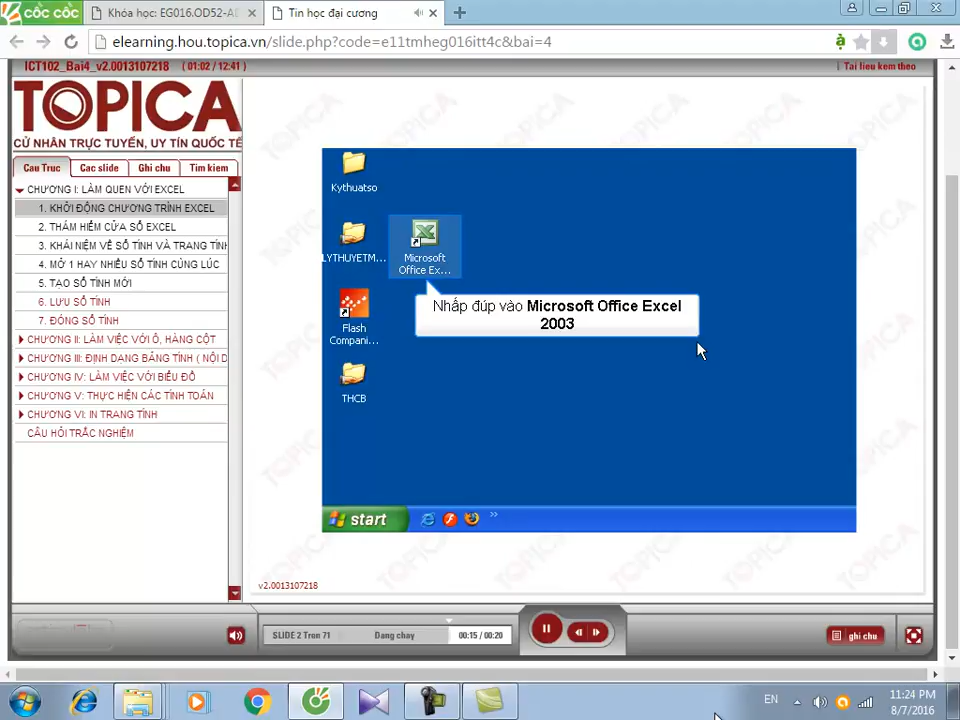 cốc cốc
Khóa học: EG016.OD52-AD
Tin học đại cương
elearning.hou.topica.vn/slide.php?code=e11tmheg016itt4c&bai=4
ICT102_Bai4_v2.0013107218 ( 01:02 / 12:41)
Tai lieu kem theo
TOPICA
CỬ NHÂN TRỰC TUYẾN, UY TÍN QUỐC TẾ
Cau Truc
Cac slide
Ghi chu
Tim kiem
CHƯƠNG I: LÀM QUEN VỚI EXCEL
1. KHỞI ĐỘNG CHƯƠNG TRÌNH EXCEL
2. THÁM HIỂM CỬA SỔ EXCEL
3. KHÁI NIỆM VỀ SỔ TÍNH VÀ TRANG TÍNH
4. MỞ 1 HAY NHIỀU SỔ TÍNH CÙNG LÚC
5. TẠO SỔ TÍNH MỚI
6. LƯU SỔ TÍNH
7. ĐÓNG SỔ TÍNH
CHƯƠNG II: LÀM VIỆC VỚI Ô, HÀNG CỘT
CHƯƠNG III: ĐỊNH DẠNG BẢNG TÍNH ( NỘI D
CHƯƠNG IV: LÀM VIỆC VỚI BIỂU ĐỒ
CHƯƠNG V: THỰC HIỆN CÁC TÍNH TOÁN
CHƯƠNG VI: IN TRANG TÍNH
CÂU HỎI TRẮC NGHIỆM
Kythuatso
LYTHUYETM...
Microsoft
Office Ex...
Nhấp đúp vào Microsoft Office Excel
2003
Flash
Compani...
THCB
start
v2.0013107218
SLIDE 2 Tren 71
Dang chay
00:15 / 00:20
ghi chu
EN
11:24 PM
8/7/2016